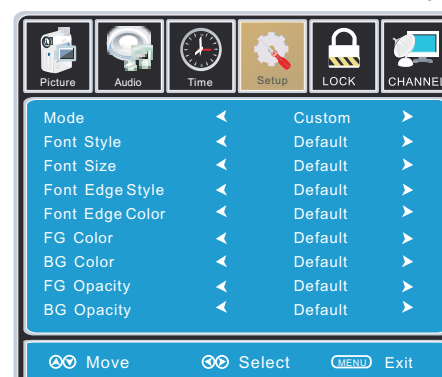 Picture Audio Time Setup LOCK CHANNEL
Mode Custom
Font Style Default
Font Size Default
Font Edge Style Default
Font Edge Color Default
FG Color Default
BG Color Default
FG Opacity Default
BG Opacity Default
Move Select MENU Exit